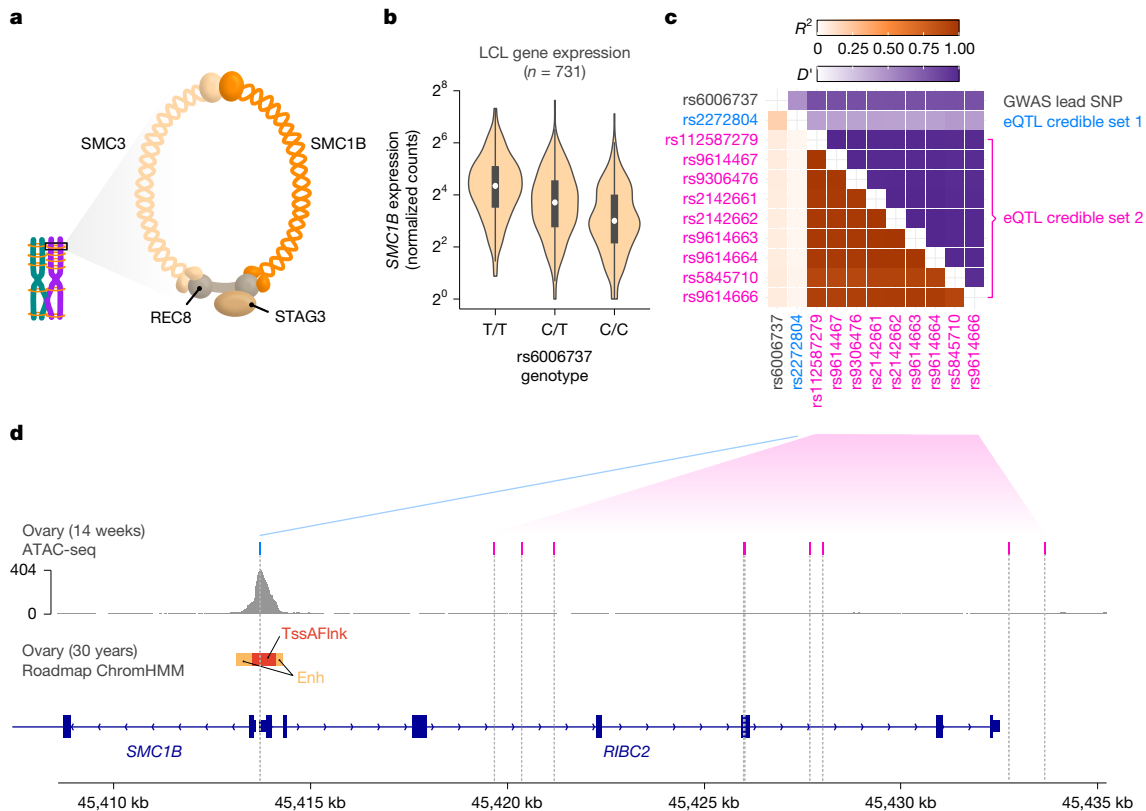 a
SMC3
SMC1B
REC8
STAG3
b
LCL gene expression
(n = 731)
SMC1B expression
(normalized counts)
2⁸
2⁶
2⁴
2²
2⁰
T/T
C/T
C/C
rs6006737
genotype
c
R²
0 0.25 0.50 0.75 1.00
D'
rs6006737
rs2272804
rs112587279
rs9614467
rs9306476
rs2142661
rs2142662
rs9614663
rs9614664
rs5845710
rs9614666
GWAS lead SNP
eQTL credible set 1
eQTL credible set 2
rs6006737
rs2272804
rs112587279
rs9614467
rs9306476
rs2142661
rs2142662
rs9614663
rs9614664
rs5845710
rs9614666
d
Ovary (14 weeks)
ATAC-seq
404
0
Ovary (30 years)
Roadmap ChromHMM
TssAFlnk
Enh
SMC1B
RIBC2
45,410 kb
45,415 kb
45,420 kb
45,425 kb
45,430 kb
45,435 kb